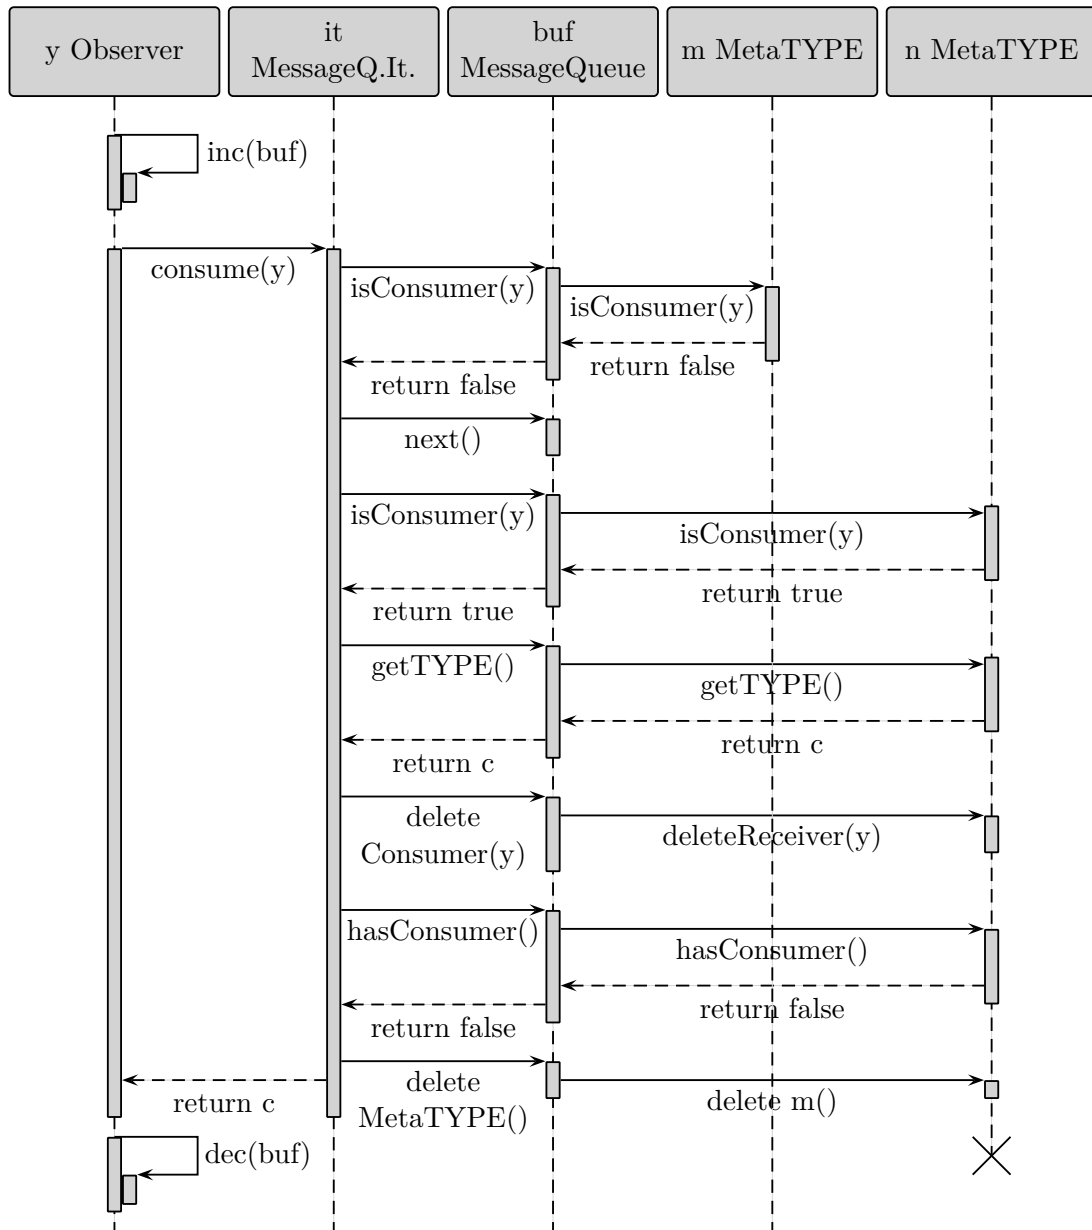 y Observer
it
MessageQ.It.
buf
MessageQueue
m MetaTYPE
n MetaTYPE
inc(buf)
consume(y)
isConsumer(y)
isConsumer(y)
return false
return false
next()
isConsumer(y)
isConsumer(y)
return true
return true
getTYPE()
getTYPE()
return c
return c
delete
Consumer(y)
deleteReceiver(y)
hasConsumer()
hasConsumer()
return false
return false
delete
MetaTYPE()
delete m()
return c
dec(buf)